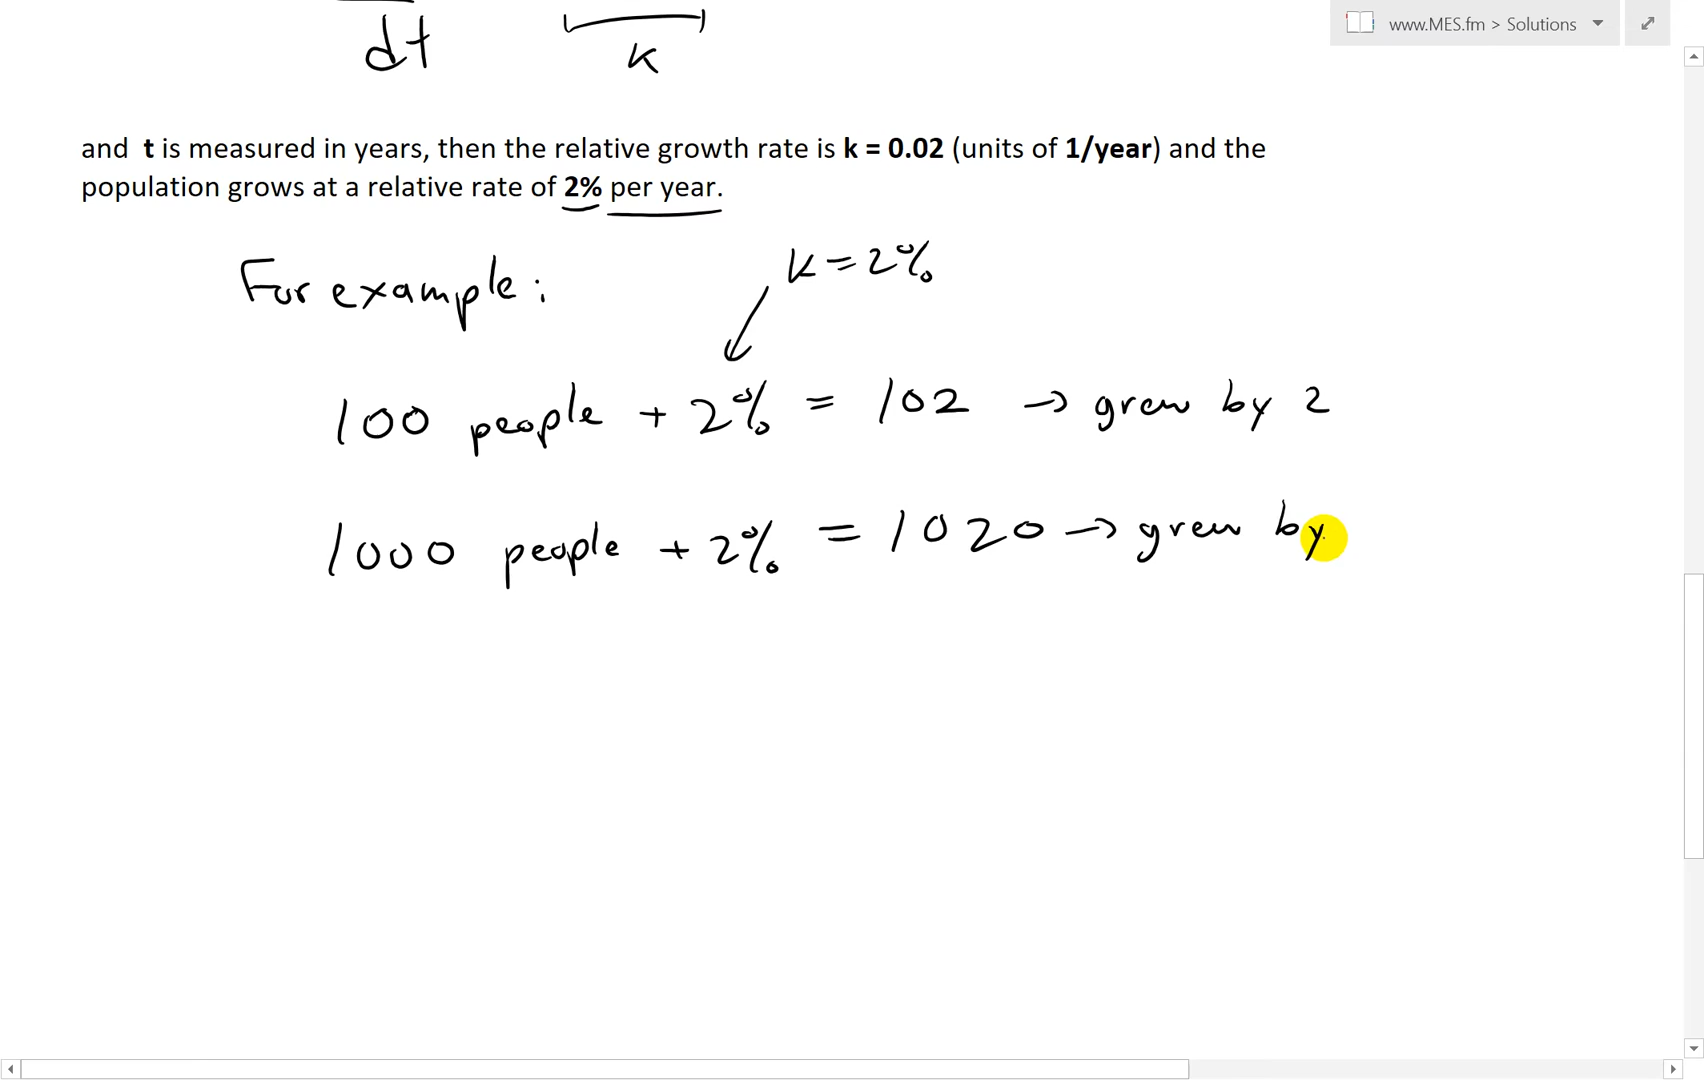 www.MES.fm > Solutions
dt
k
and t is measured in years, then the relative growth rate is k = 0.02 (units of 1/year) and the
population grows at a relative rate of 2% per year.
k = 2%
For example:
100 people + 2% = 102 → grew by 2
1000 people + 2% = 1020 → grew by